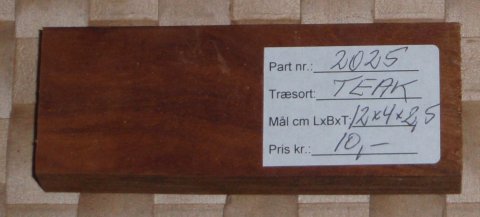 Part nr.: 2025
Træsort: TEAK
Mål cm LxBxT: 12x4x2,5
Pris kr.: 10,-